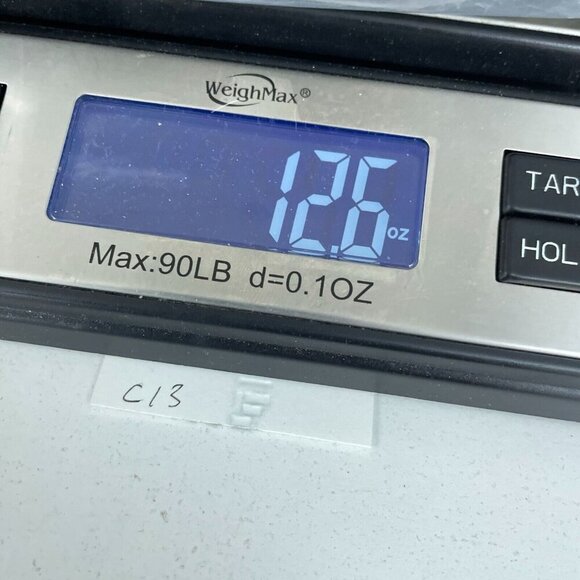 WeighMax®
12.6 oz
TAR
HOL
Max:90LB d=0.1OZ
C13